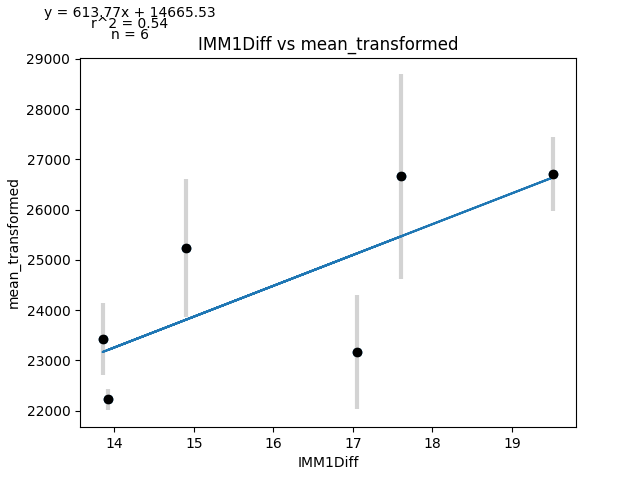 y = 613.77x + 14665.53
r^2 = 0.54
n = 6
IMM1Diff vs mean_transformed
29000
28000
27000
26000
25000
24000
23000
22000
mean_transformed
14 15 16 17 18 19
IMM1Diff